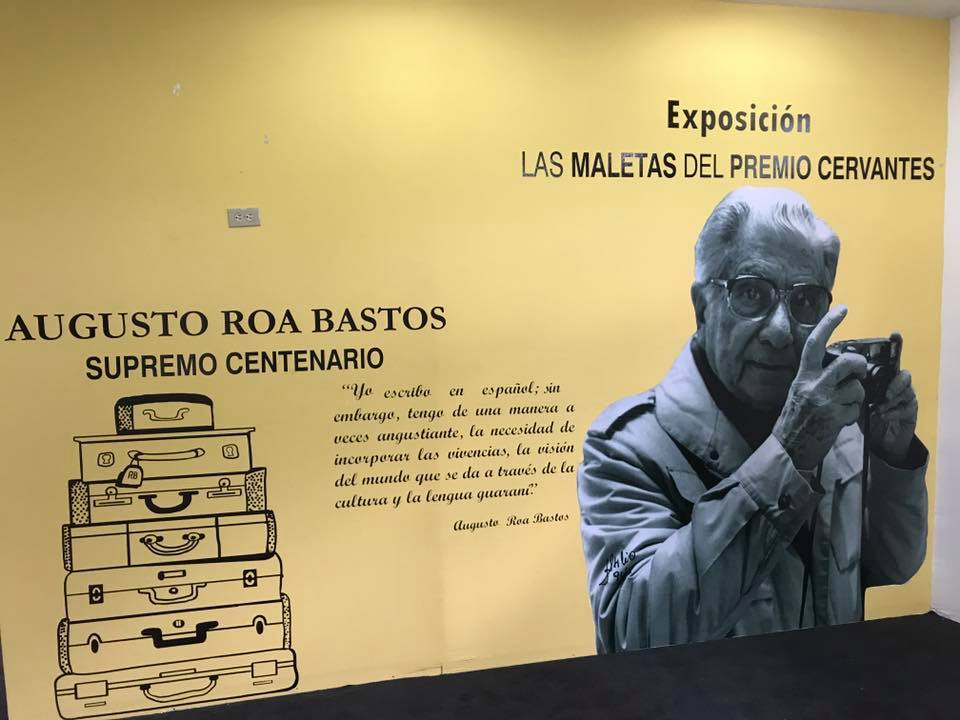 Exposición
LAS MALETAS DEL PREMIO CERVANTES
AUGUSTO ROA BASTOS
SUPREMO CENTENARIO
“Yo escribo en español; sin
embargo, tengo de una manera a
veces angustiante, la necesidad de
incorporar las vivencias, la visión
del mundo que se da a través de la
cultura y la lengua guaraní.”
Augusto Roa Bastos
RB